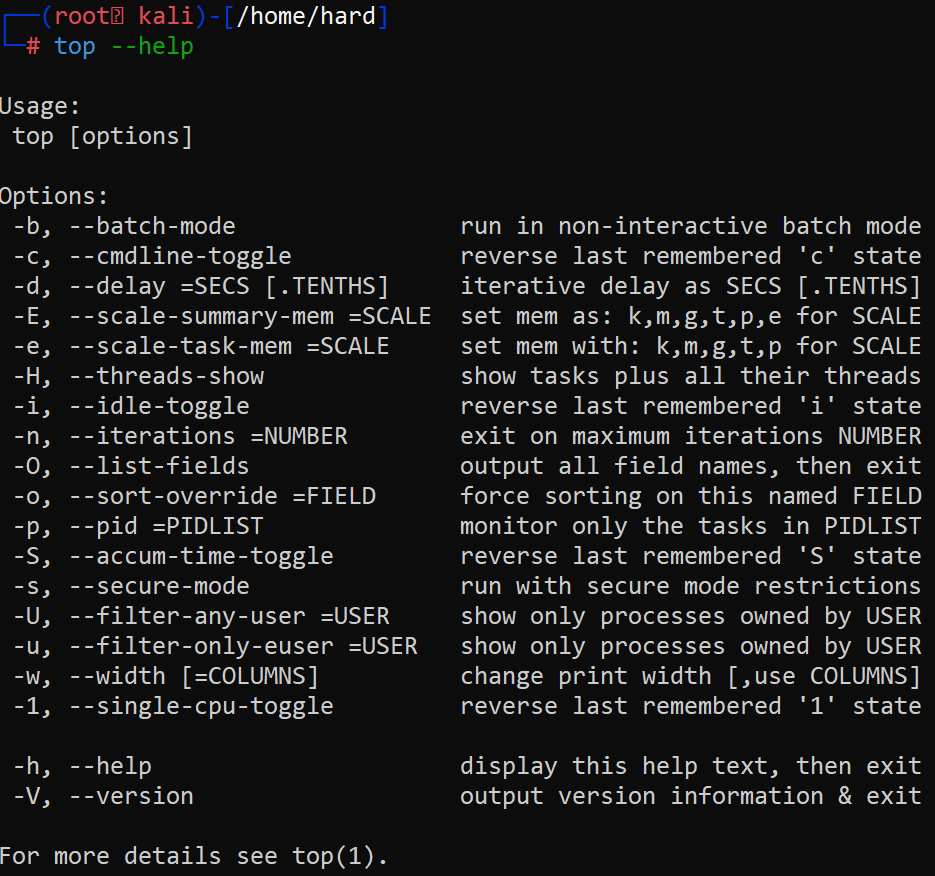 ┌──(root㉿ kali)-[/home/hard]
└─# top --help

Usage:
 top [options]

Options:
 -b, --batch-mode                run in non-interactive batch mode
 -c, --cmdline-toggle            reverse last remembered 'c' state
 -d, --delay =SECS [.TENTHS]     iterative delay as SECS [.TENTHS]
 -E, --scale-summary-mem =SCALE  set mem as: k,m,g,t,p,e for SCALE
 -e, --scale-task-mem =SCALE     set mem with: k,m,g,t,p for SCALE
 -H, --threads-show              show tasks plus all their threads
 -i, --idle-toggle               reverse last remembered 'i' state
 -n, --iterations =NUMBER        exit on maximum iterations NUMBER
 -O, --list-fields               output all field names, then exit
 -o, --sort-override =FIELD      force sorting on this named FIELD
 -p, --pid =PIDLIST              monitor only the tasks in PIDLIST
 -S, --accum-time-toggle         reverse last remembered 'S' state
 -s, --secure-mode               run with secure mode restrictions
 -U, --filter-any-user =USER     show only processes owned by USER
 -u, --filter-only-euser =USER   show only processes owned by USER
 -w, --width [=COLUMNS]          change print width [,use COLUMNS]
 -1, --single-cpu-toggle         reverse last remembered '1' state

 -h, --help                      display this help text, then exit
 -V, --version                   output version information & exit

For more details see top(1).